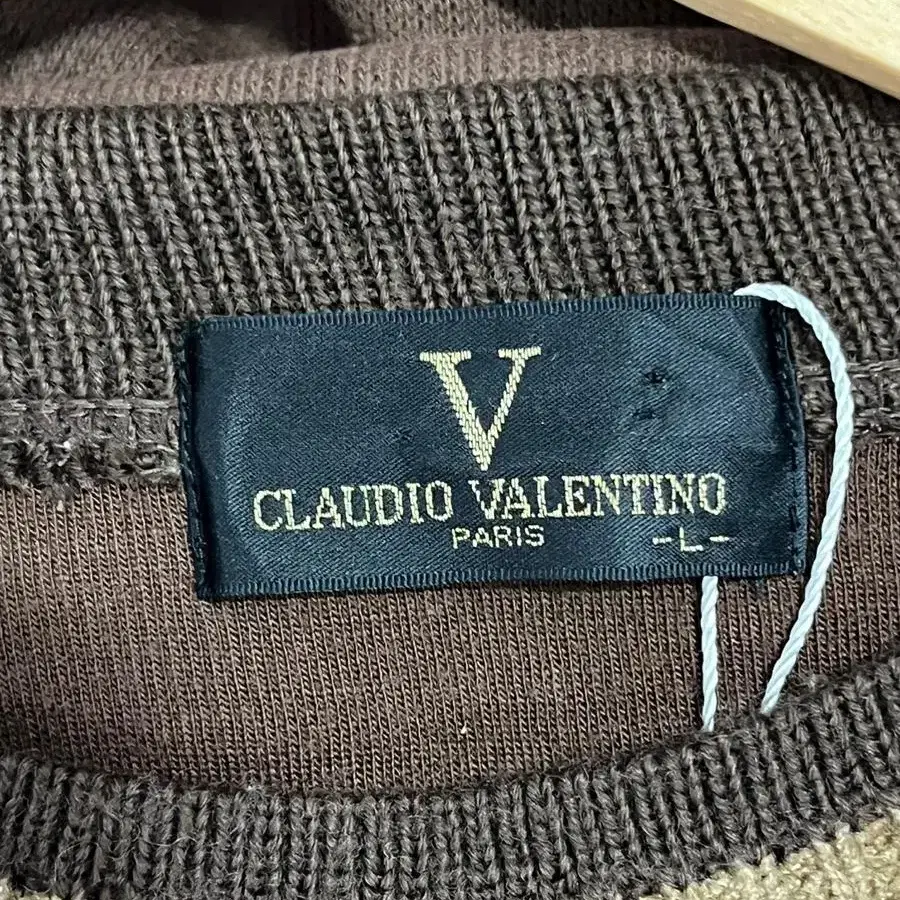 V
CLAUDIO VALENTINO
PARIS
-L-